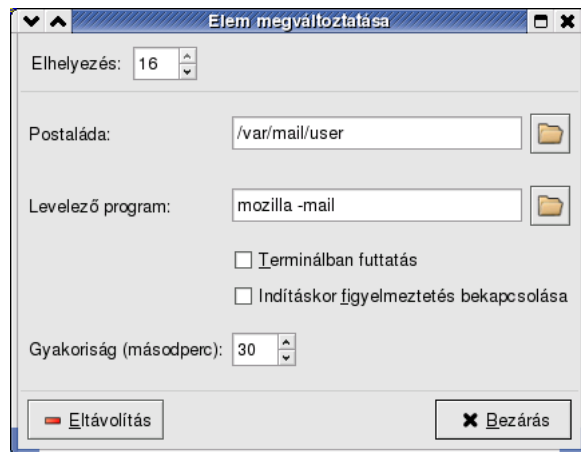 Elem megváltoztatása
Elhelyezés: 16
Postaláda: /var/mail/user
Levelező program: mozilla -mail
Terminálban futtatás
Indításkor figyelmeztetés bekapcsolása
Gyakoriság (másodperc): 30
Eltávolítás Bezárás